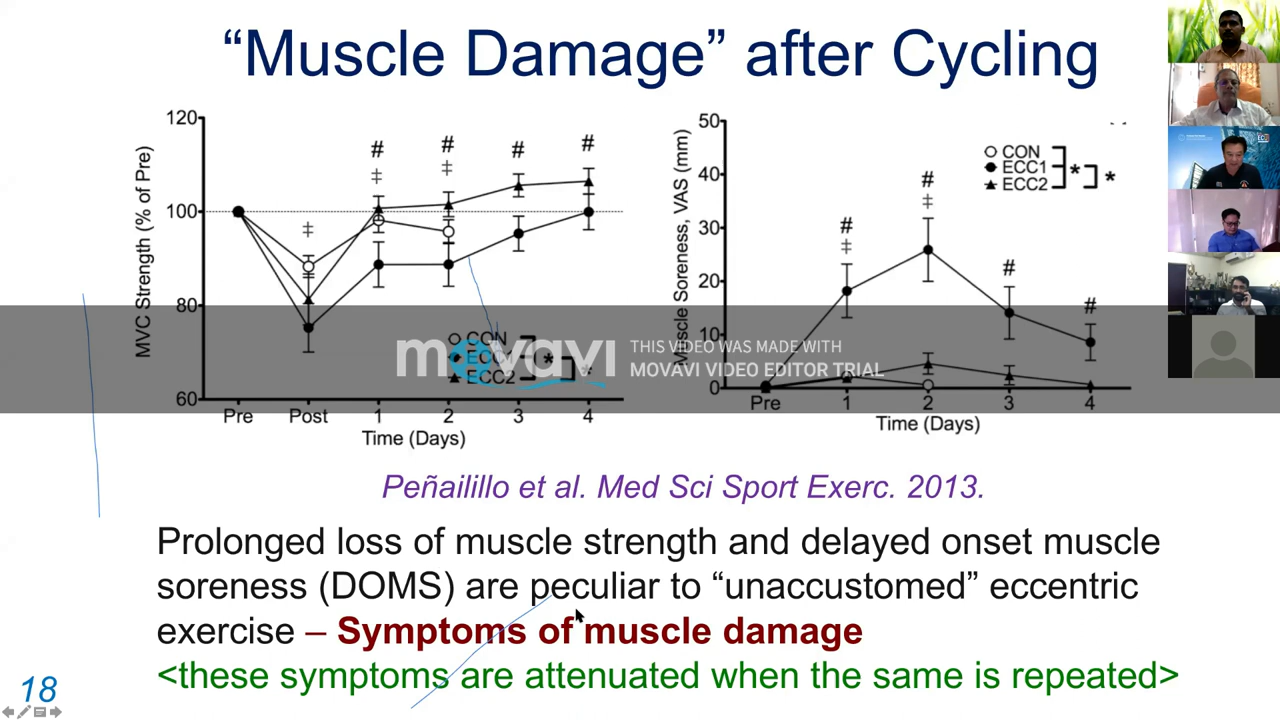 “Muscle Damage” after Cycling
120
100
80
60
MVC Strength (% of Pre)
#
‡
#
‡
#
#
‡
CON
ECC1
ECC2
*
*
Pre Post 1 2 3 4
Time (Days)
50
40
30
20
10
0
Muscle Soreness, VAS (mm)
CON
ECC1
ECC2
*
*
#
‡
#
‡
#
#
Pre 1 2 3 4
Time (Days)
movavi
THIS VIDEO WAS MADE WITH
MOVAVI VIDEO EDITOR TRIAL
Peñailillo et al. Med Sci Sport Exerc. 2013.
Prolonged loss of muscle strength and delayed onset muscle
soreness (DOMS) are peculiar to “unaccustomed” eccentric
exercise – Symptoms of muscle damage
<these symptoms are attenuated when the same is repeated>
18